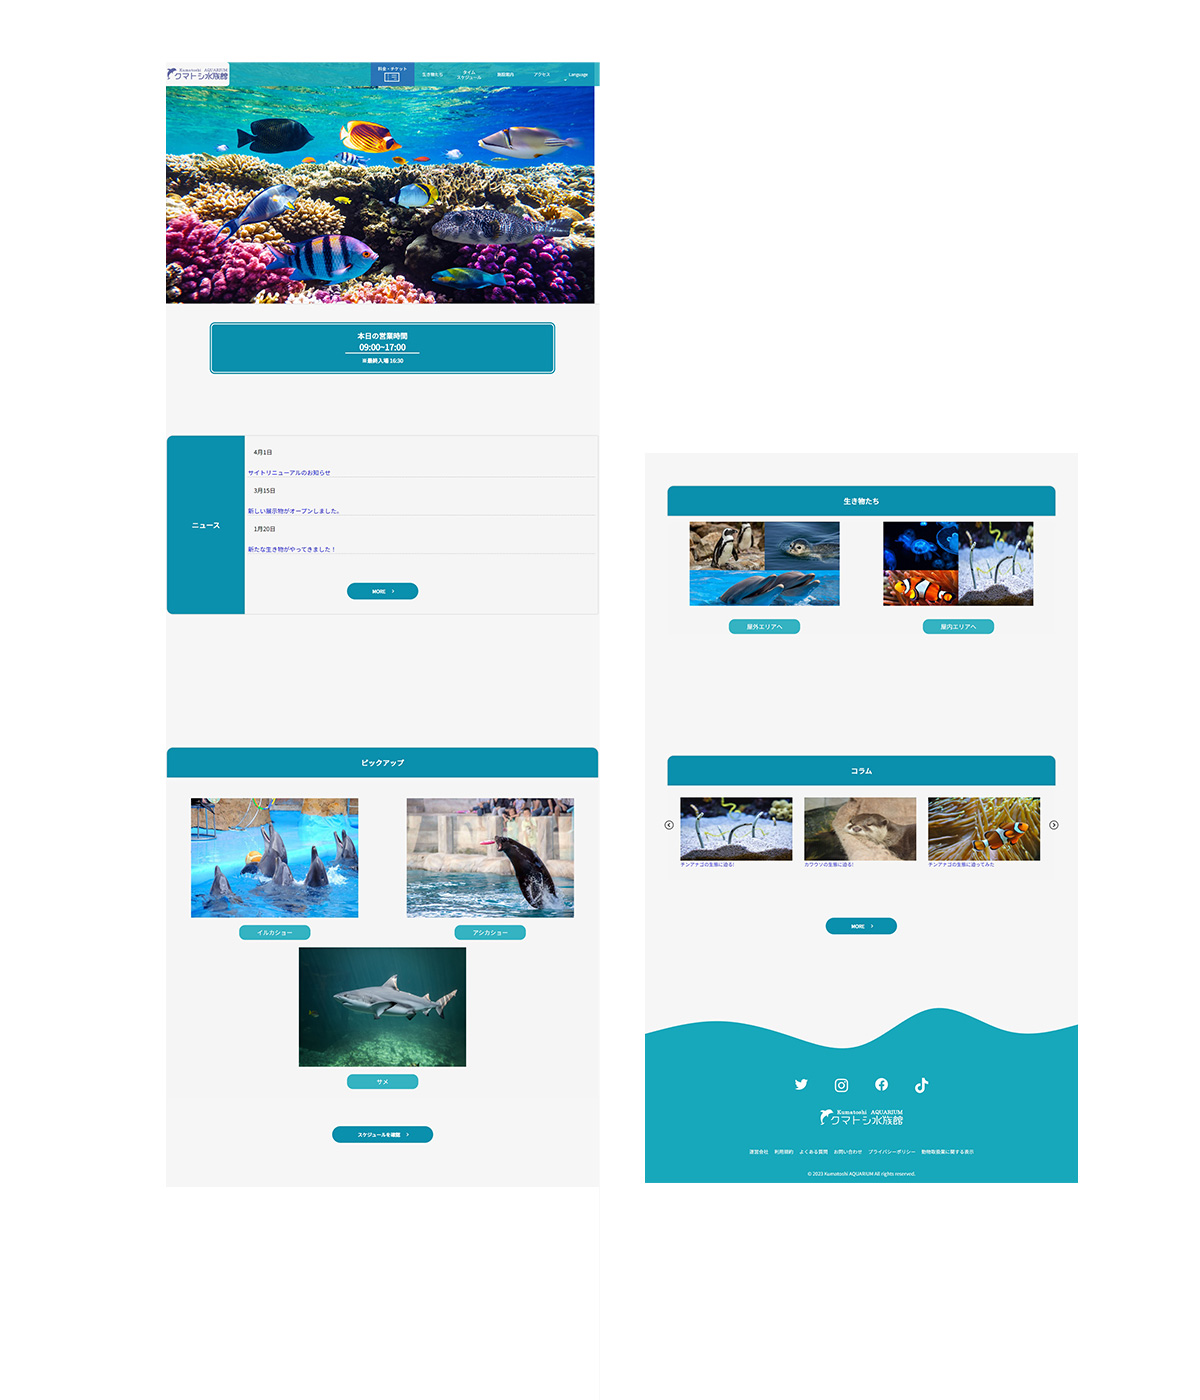 Kumatoshi AQUARIUM
クマトシ水族館
料金・チケット
生き物たち
タイム
スケジュール
施設案内
アクセス
Language
本日の営業時間
09:00~17:00
※最終入場 16:30
ニュース
4月1日
サイトリニューアルのお知らせ
3月15日
新しい展示物がオープンしました。
1月20日
新たな生き物がやってきました！
MORE
ピックアップ
イルカショー
アシカショー
サメ
スケジュールを確認
生き物たち
屋外エリアへ
屋内エリアへ
コラム
チンアナゴの生態に迫る!
カワウソの生態に迫る!
チンアナゴの生態に迫ってみた
MORE
Kumatoshi AQUARIUM
クマトシ水族館
運営会社 利用規約 よくある質問 お問い合わせ プライバシーポリシー 動物取扱業に関する表示
© 2023 Kumatoshi AQUARIUM All rights reserved.